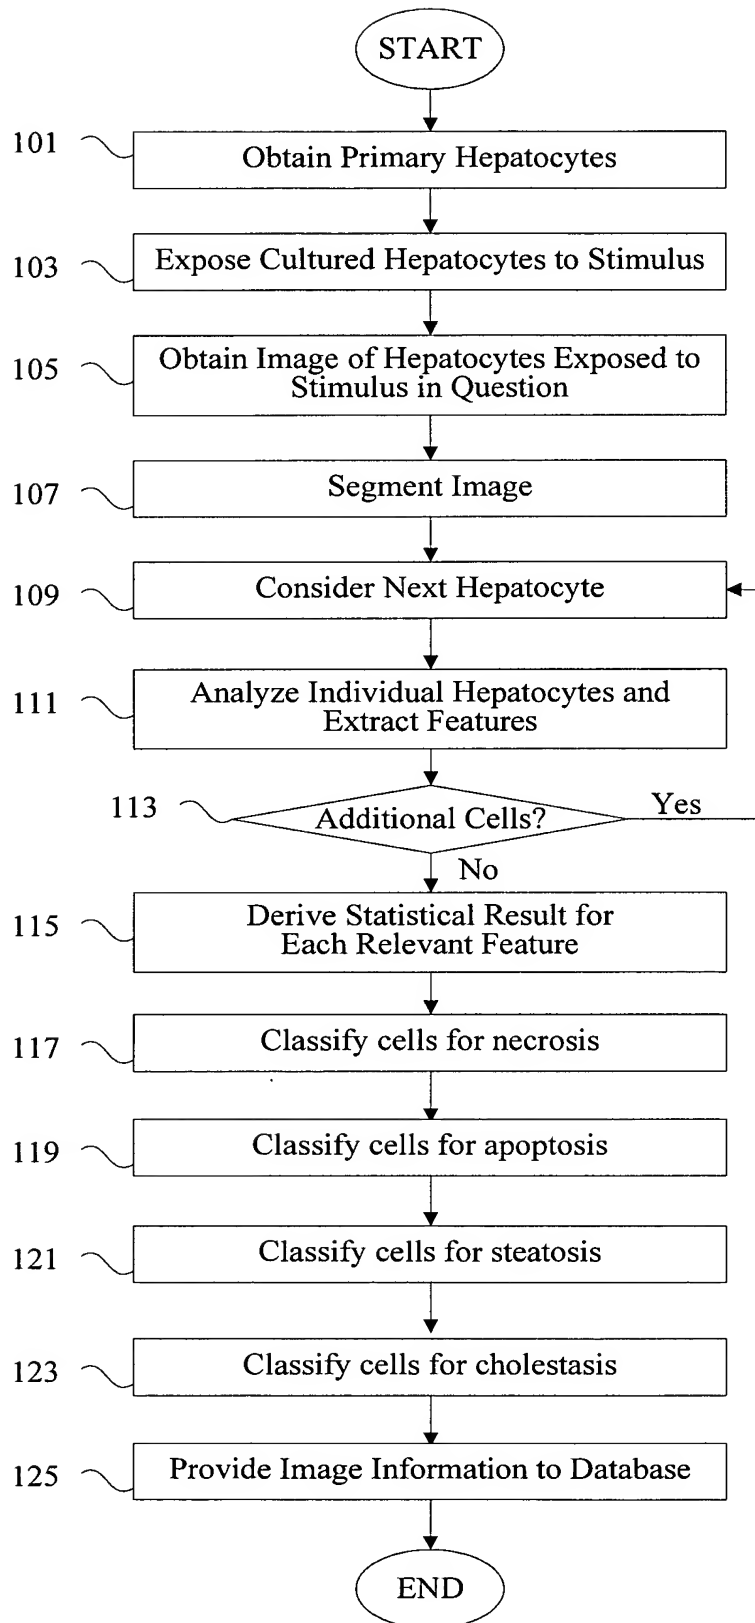 START
101
Obtain Primary Hepatocytes
103
Expose Cultured Hepatocytes to Stimulus
105
Obtain Image of Hepatocytes Exposed to
Stimulus in Question
107
Segment Image
109
Consider Next Hepatocyte
111
Analyze Individual Hepatocytes and
Extract Features
113
Additional Cells?
Yes
No
115
Derive Statistical Result for
Each Relevant Feature
117
Classify cells for necrosis
119
Classify cells for apoptosis
121
Classify cells for steatosis
123
Classify cells for cholestasis
125
Provide Image Information to Database
END